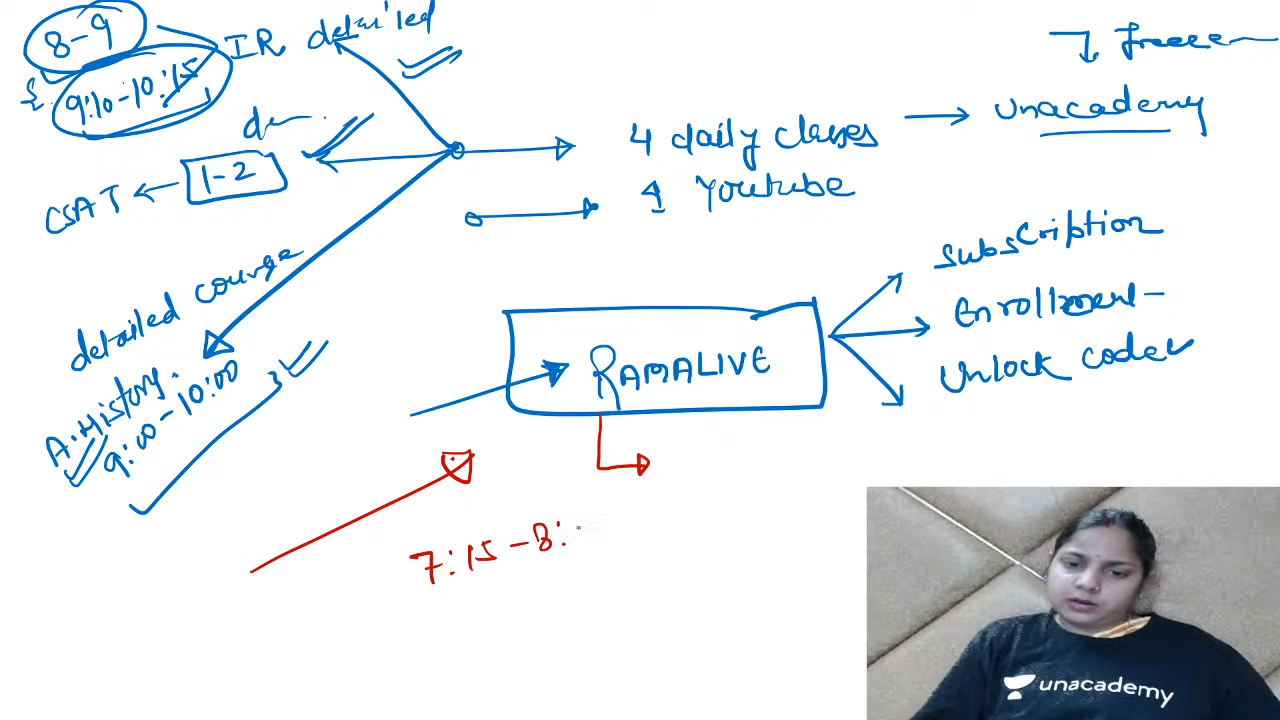 8-9
IR detailed
9:10-10:15
1-2
CSAT
detailed course
A. History.
9:00-10:00
4 daily classes
Unacademy
Youtube
RAMALIVE
Subscription
Enrollment
Unlock code
7:15-8:
unacademy